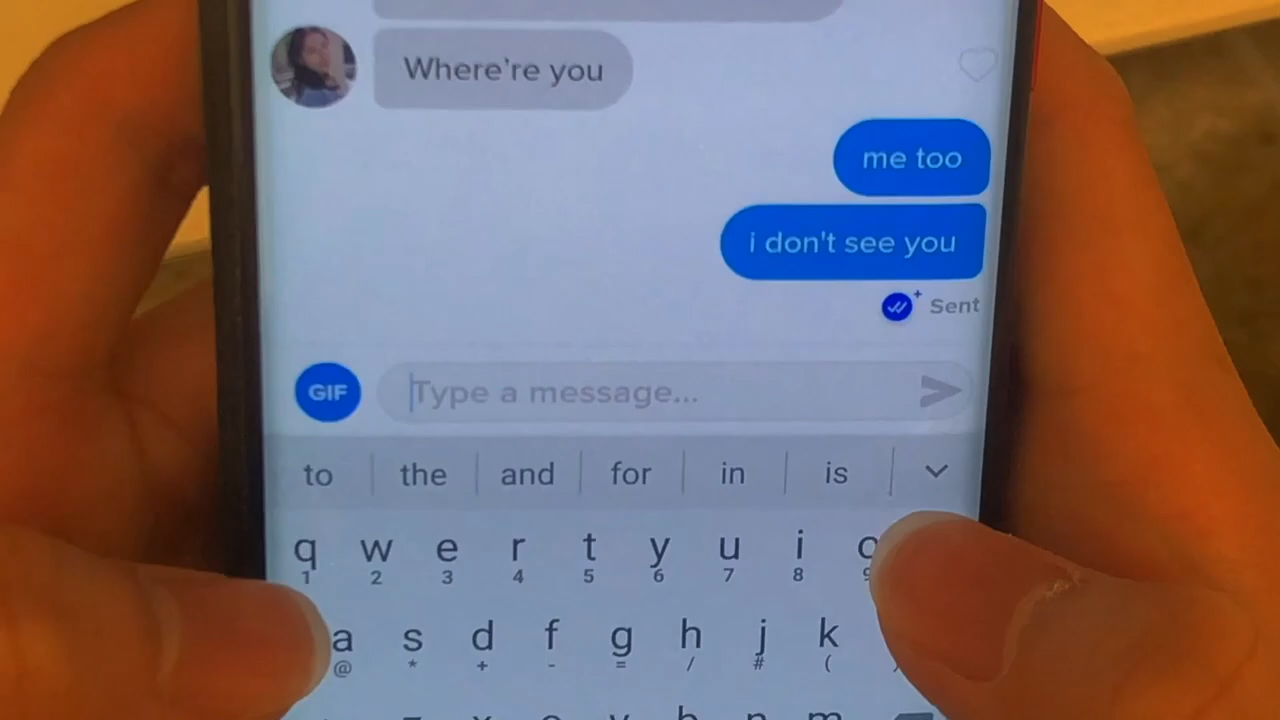 Where're you
me too
i don't see you
Sent
GIF
Type a message...
to the and for in is
q w e r t y u i
1 2 3 4 5 6 7 8
a s d f g h j k
@ * + - = / # (